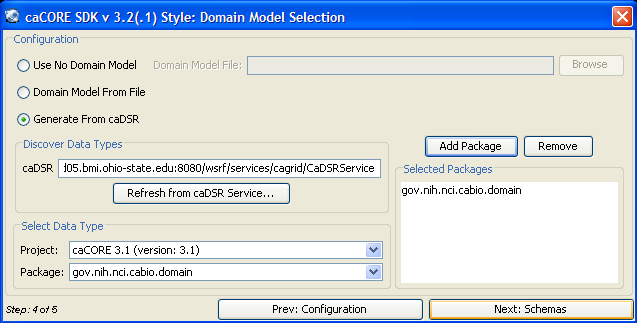 caCORE SDK v 3.2(.1) Style: Domain Model Selection
Configuration
Use No Domain Model Domain Model File: Browse
Domain Model From File
Generate From caDSR
Discover Data Types
caDSR 105.bmi.ohio-state.edu:8080/wsrf/services/cagrid/CaDSRService
Refresh from caDSR Service...
Add Package Remove
Selected Packages
gov.nih.nci.cabio.domain
Select Data Type
Project: caCORE 3.1 (version: 3.1)
Package: gov.nih.nci.cabio.domain
Step: 4 of 5 Prev: Configuration Next: Schemas